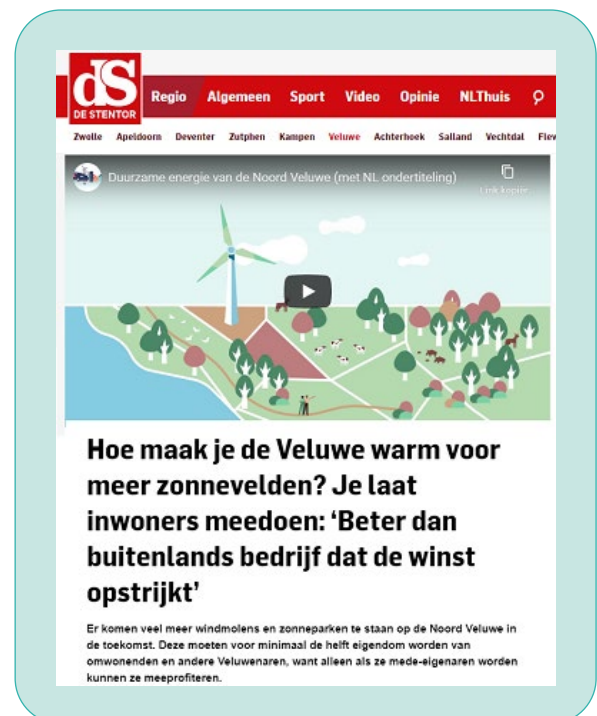 dS
DE STENTOR
Regio Algemeen Sport Video Opinie NLThuis
Zwolle Apeldoorn Deventer Zutphen Kampen Veluwe Achterhoek Salland Vechtdal Flev
Duurzame energie van de Noord Veluwe (met NL ondertiteling)
Link kopiër...
Hoe maak je de Veluwe warm voor
meer zonnevelden? Je laat
inwoners meedoen: ‘Beter dan
buitenlands bedrijf dat de winst
opstrijkt’
Er komen veel meer windmolens en zonneparken te staan op de Noord Veluwe in
de toekomst. Deze moeten voor minimaal de helft eigendom worden van
omwonenden en andere Veluwenaren, want alleen als ze mede-eigenaren worden
kunnen ze meeprofiteren.